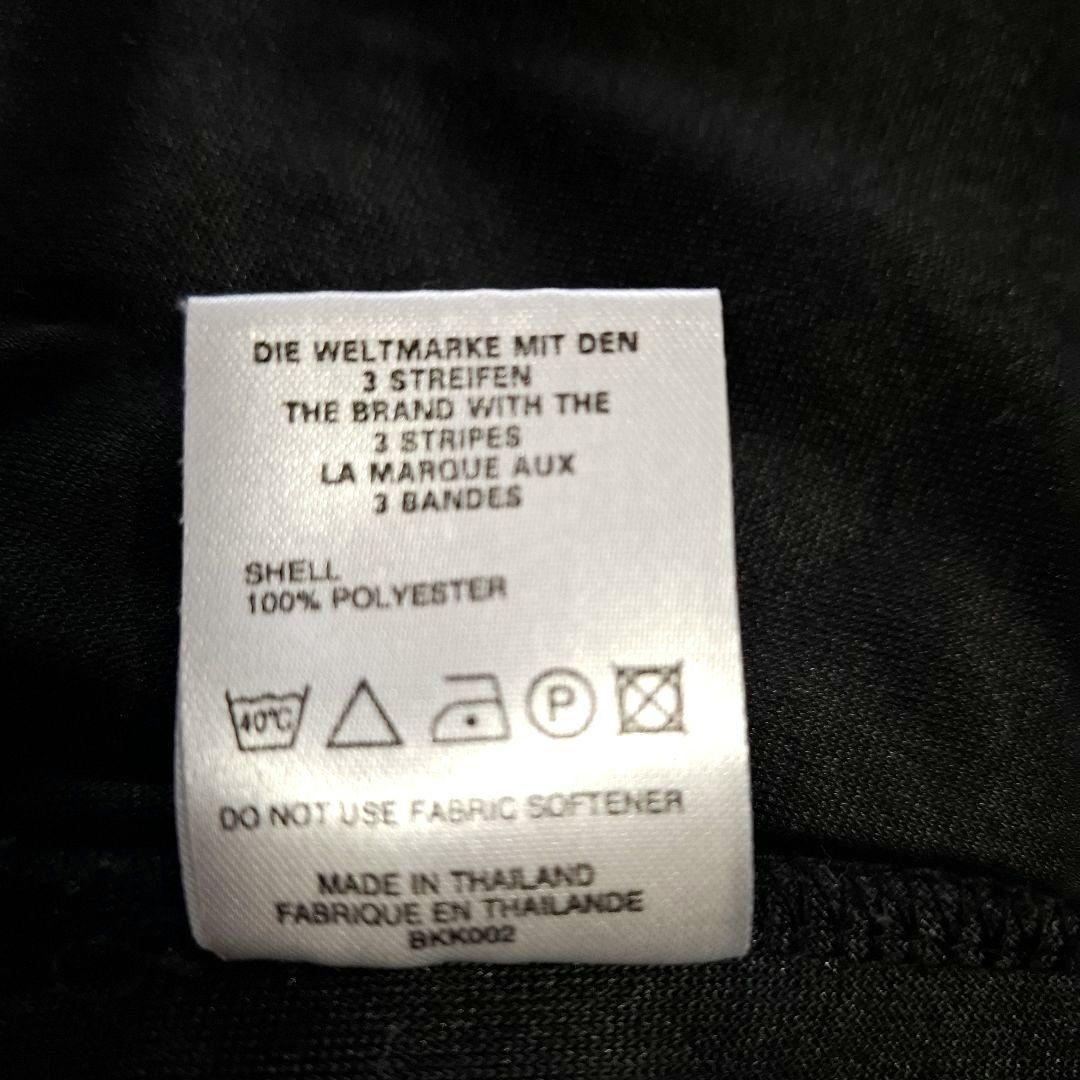 DIE WELTMARKE MIT DEN
3 STREIFEN
THE BRAND WITH THE
3 STRIPES
LA MARQUE AUX
3 BANDES
SHELL
100% POLYESTER
40°C P
DO NOT USE FABRIC SOFTENER
MADE IN THAILAND
FABRIQUE EN THAILANDE
BKK002